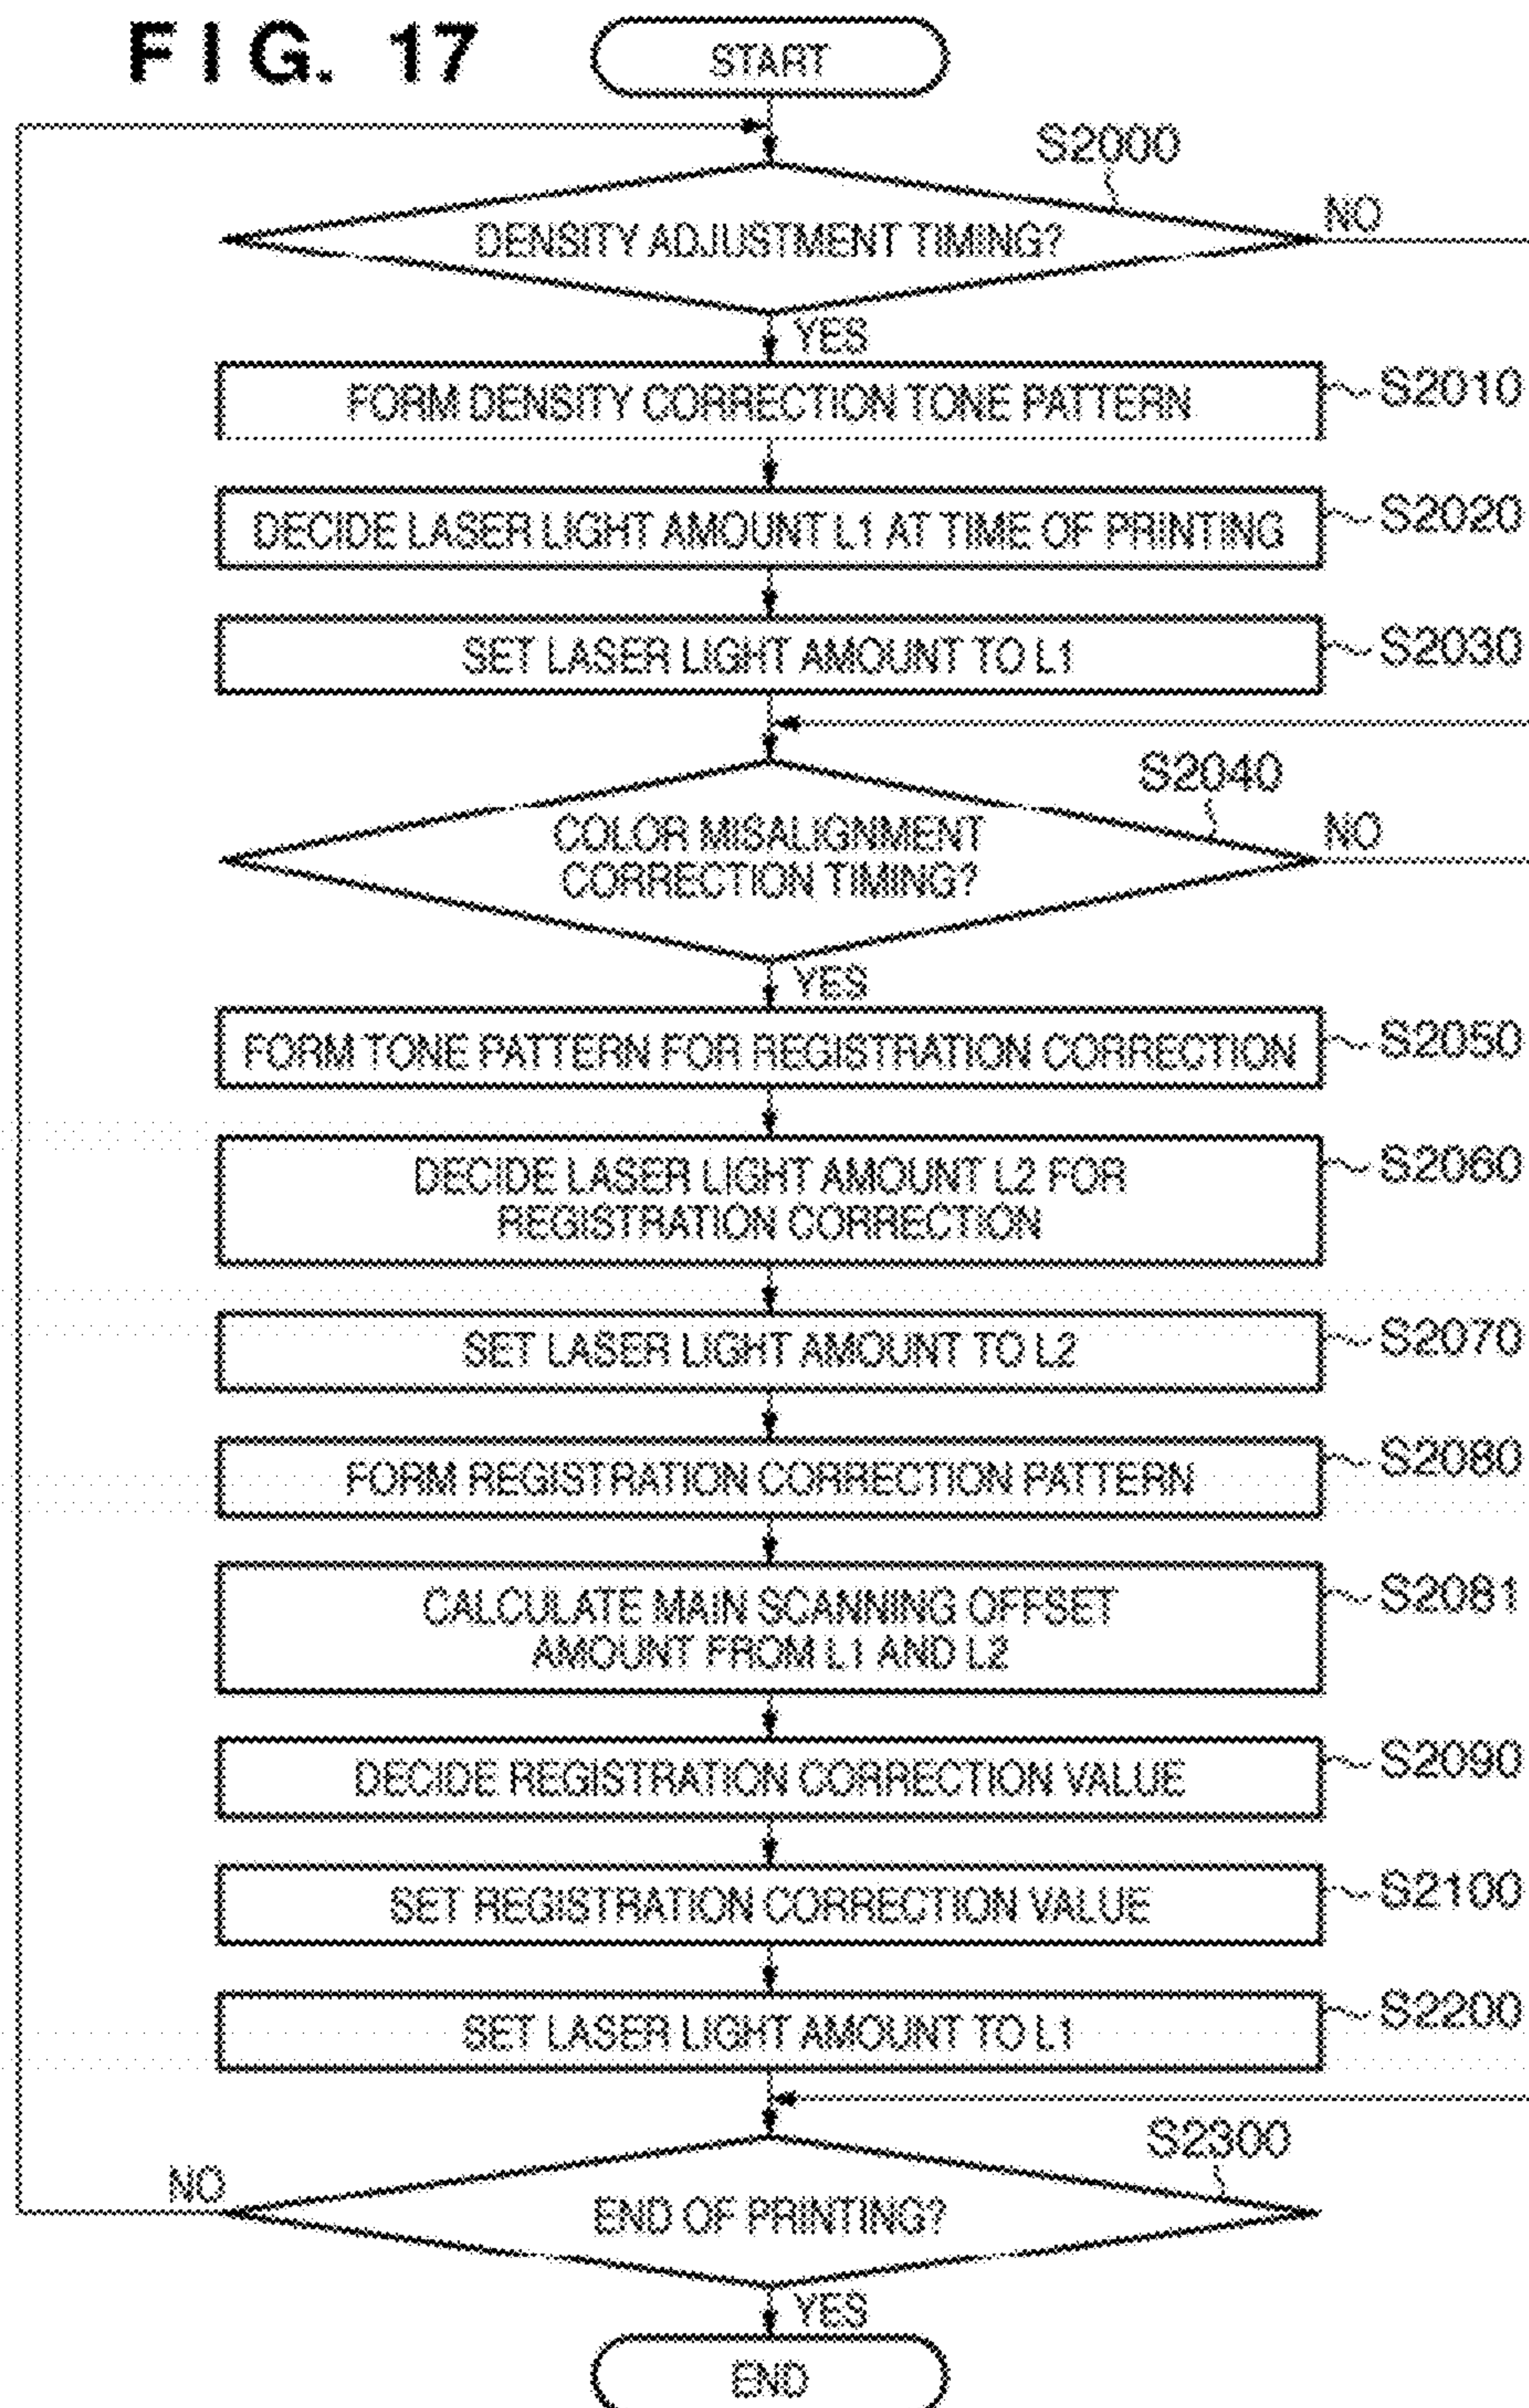 FIG. 17
START
S2000
DENSITY ADJUSTMENT TIMING?
NO
YES
FORM DENSITY CORRECTION TONE PATTERN
S2010
DECIDE LASER LIGHT AMOUNT L1 AT TIME OF PRINTING
S2020
SET LASER LIGHT AMOUNT TO L1
S2030
S2040
COLOR MISALIGNMENT
CORRECTION TIMING?
NO
YES
FORM TONE PATTERN FOR REGISTRATION CORRECTION
S2050
DECIDE LASER LIGHT AMOUNT L2 FOR
REGISTRATION CORRECTION
S2060
SET LASER LIGHT AMOUNT TO L2
S2070
FORM REGISTRATION CORRECTION PATTERN
S2080
CALCULATE MAIN SCANNING OFFSET
AMOUNT FROM L1 AND L2
S2081
DECIDE REGISTRATION CORRECTION VALUE
S2090
SET REGISTRATION CORRECTION VALUE
S2100
SET LASER LIGHT AMOUNT TO L1
S2200
S2300
NO
END OF PRINTING?
YES
END